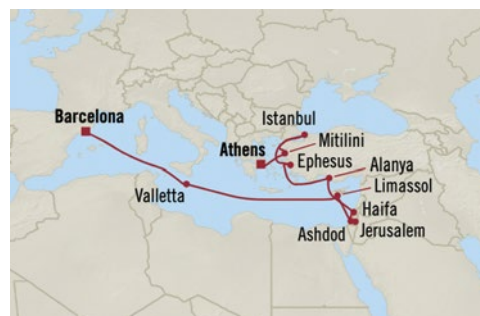 Barcelona
Istanbul
Mitilini
Athens
Ephesus
Alanya
Limassol
Valletta
Haifa
Ashdod
Jerusalem